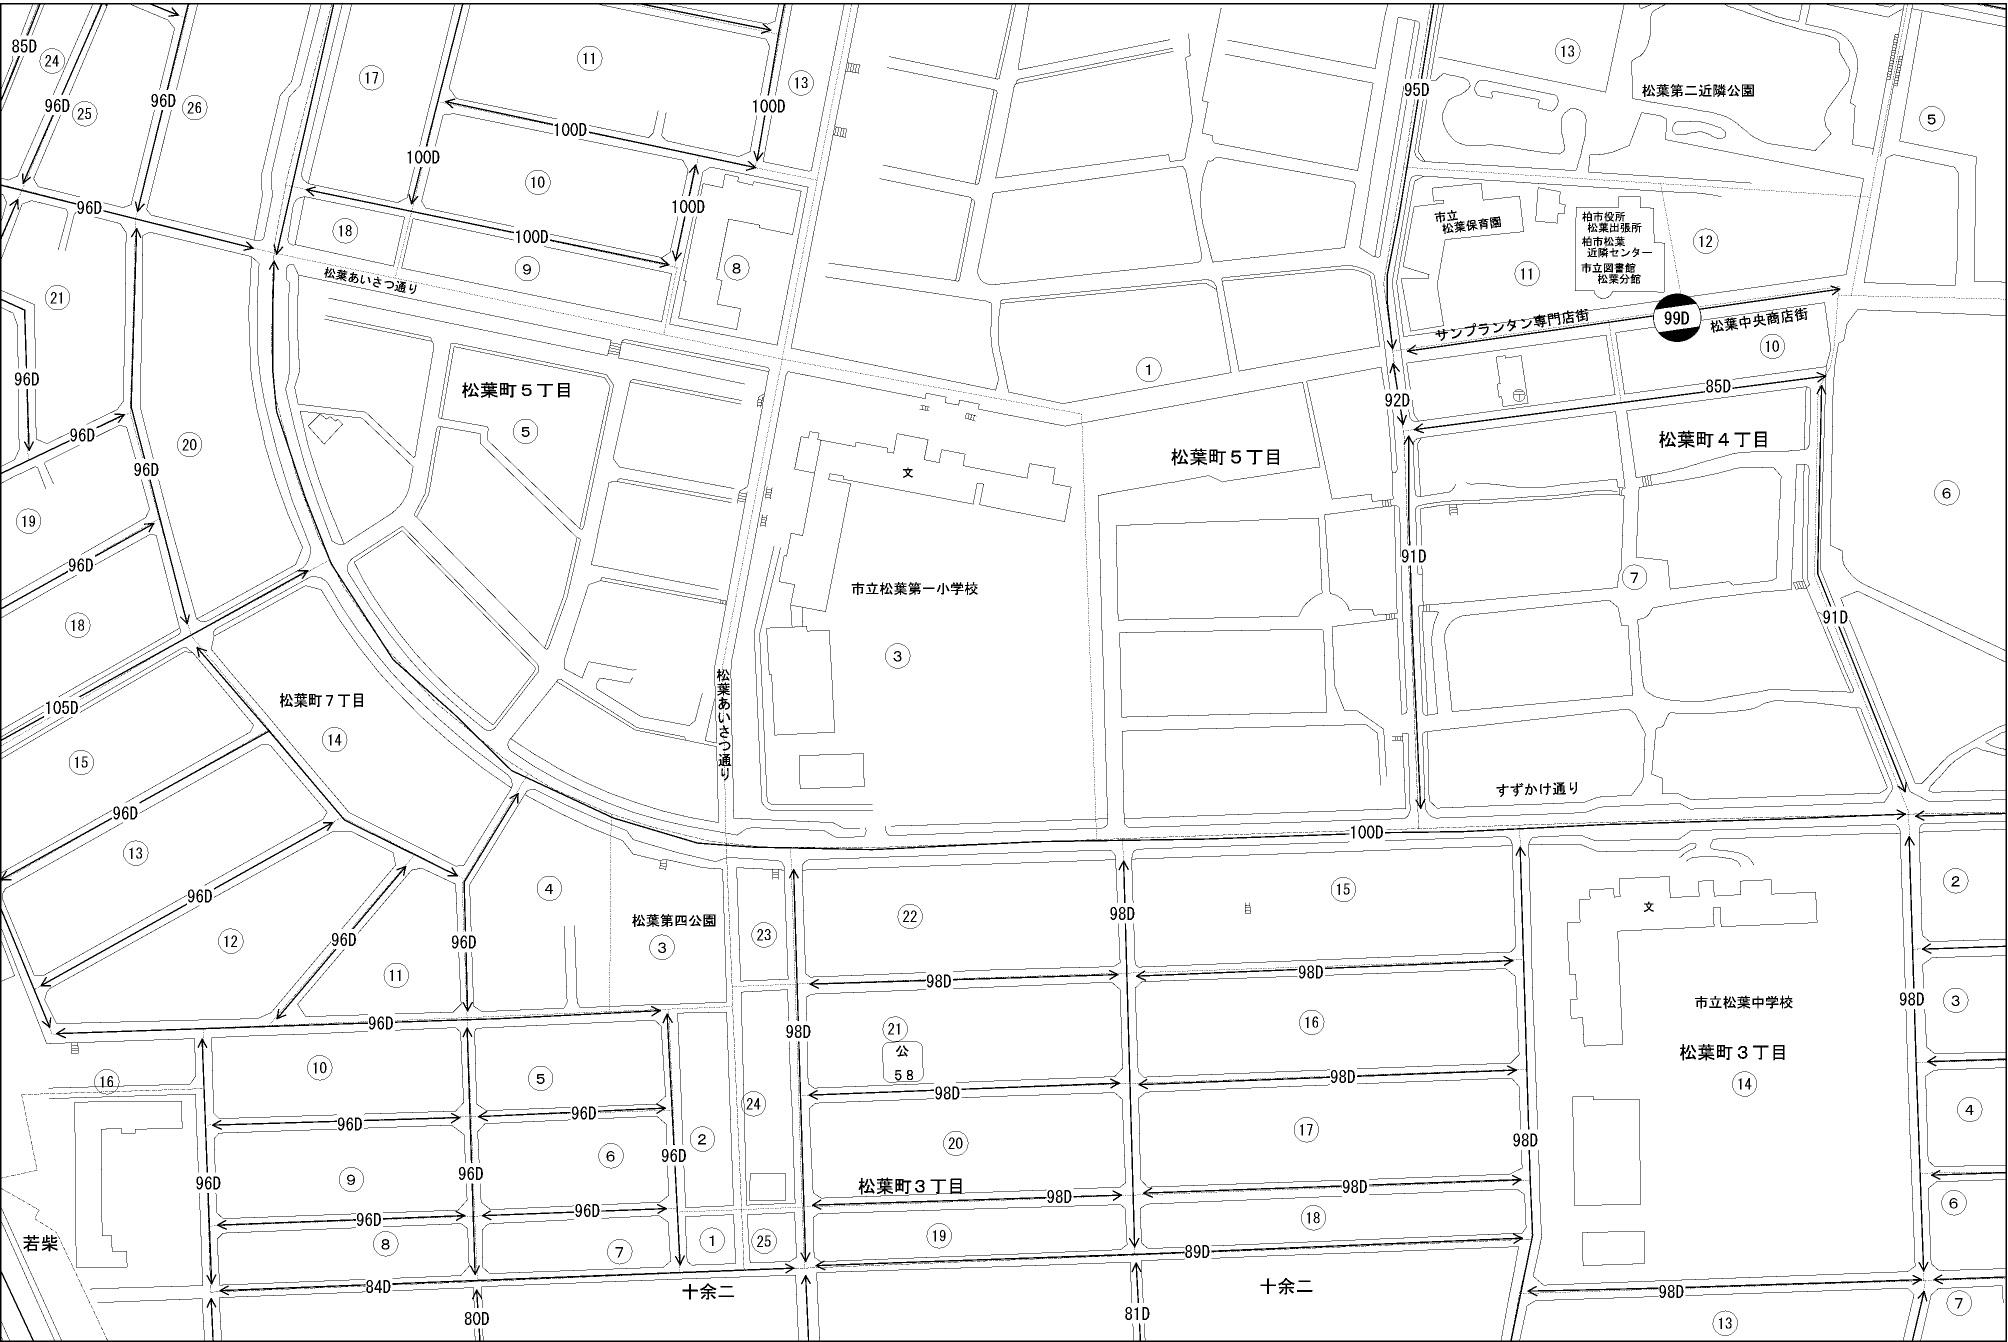 85D
24
96D
25
96D
26
17
11
13
100D
100D
100D
10
100D
100D
18
9
8
松葉あいさつ通り
95D
13
松葉第二近隣公園
5
市立
松葉保育園
柏市役所
松葉出張所
柏市松葉
近隣センター
市立図書館
松葉分館
12
11
サンプランタン専門店街
99D
松葉中央商店街
10
96D
21
96D
96D
20
96D
19
96D
18
松葉町5丁目
5
文
市立松葉第一小学校
3
松葉あいさつ通り
1
松葉町5丁目
92D
85D
松葉町4丁目
91D
7
91D
6
すずかけ通り
100D
105D
松葉町7丁目
14
15
96D
13
96D
12
96D
11
96D
4
松葉第四公園
3
96D
23
22
98D
15
98D
98D
98D
21
公
58
16
98D
98D
文
市立松葉中学校
松葉町3丁目
14
98D
2
3
4
6
7
16
10
5
96D
96D
24
2
96D
20
17
98D
96D
9
96D
6
松葉町3丁目
98D
98D
96D
96D
若柴
8
7
1
25
19
18
89D
84D
十余二
十余二
98D
80D
81D
13